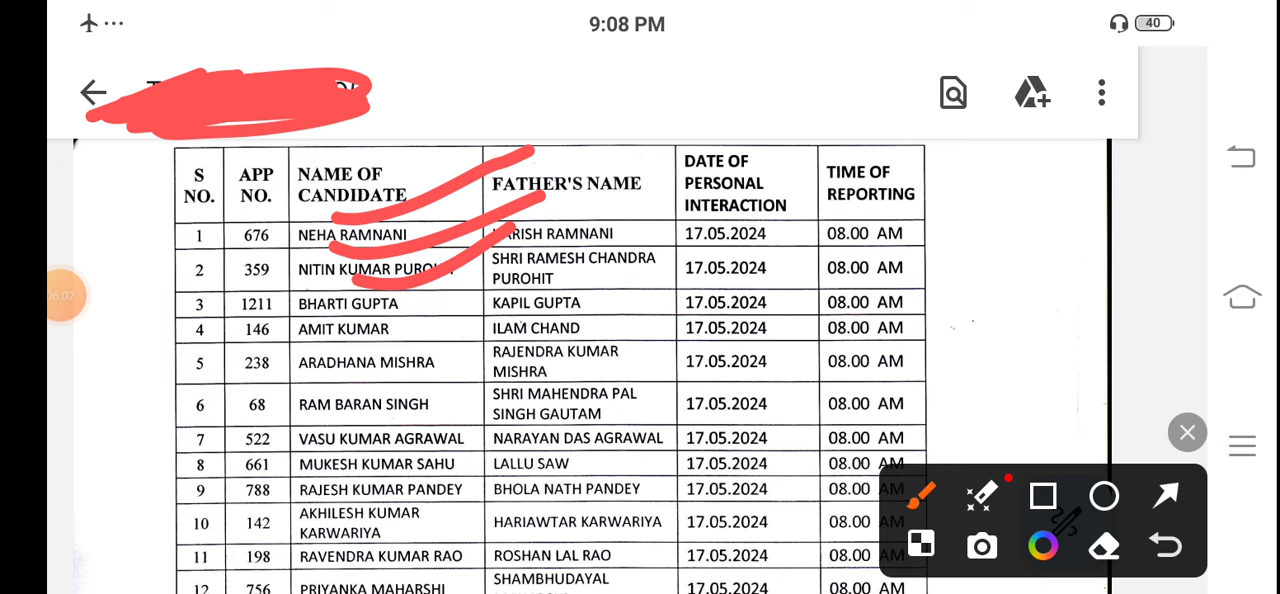 9:08 PM
40
S NO. APP NO. NAME OF CANDIDATE FATHER'S NAME DATE OF PERSONAL INTERACTION TIME OF REPORTING
1 676 NEHA RAMNANI RAMNANI 17.05.2024 08.00 AM
2 359 NITIN KUMAR SHRI RAMESH CHANDRA PUROHIT 17.05.2024 08.00 AM
3 1211 BHARTI GUPTA KAPIL GUPTA 17.05.2024 08.00 AM
4 146 AMIT KUMAR ILAM CHAND 17.05.2024 08.00 AM
5 238 ARADHANA MISHRA RAJENDRA KUMAR MISHRA 17.05.2024 08.00 AM
6 68 RAM BARAN SINGH SHRI MAHENDRA PAL SINGH GAUTAM 17.05.2024 08.00 AM
7 522 VASU KUMAR AGRAWAL NARAYAN DAS AGRAWAL 17.05.2024 08.00 AM
8 661 MUKESH KUMAR SAHU LALLU SAW 17.05.2024 08.00 AM
9 788 RAJESH KUMAR PANDEY BHOLA NATH PANDEY 17.05.2024 08.00
10 142 AKHILESH KUMAR KARWARIYA HARIAWTAR KARWARIYA 17.05.2024 08.00
11 198 RAVENDRA KUMAR RAO ROSHAN LAL RAO 17.05.2024 08.00
12 756 PRIYANKA MAHARSHI SHAMBHUDAYAL 17.05.2024 08.00
06:02